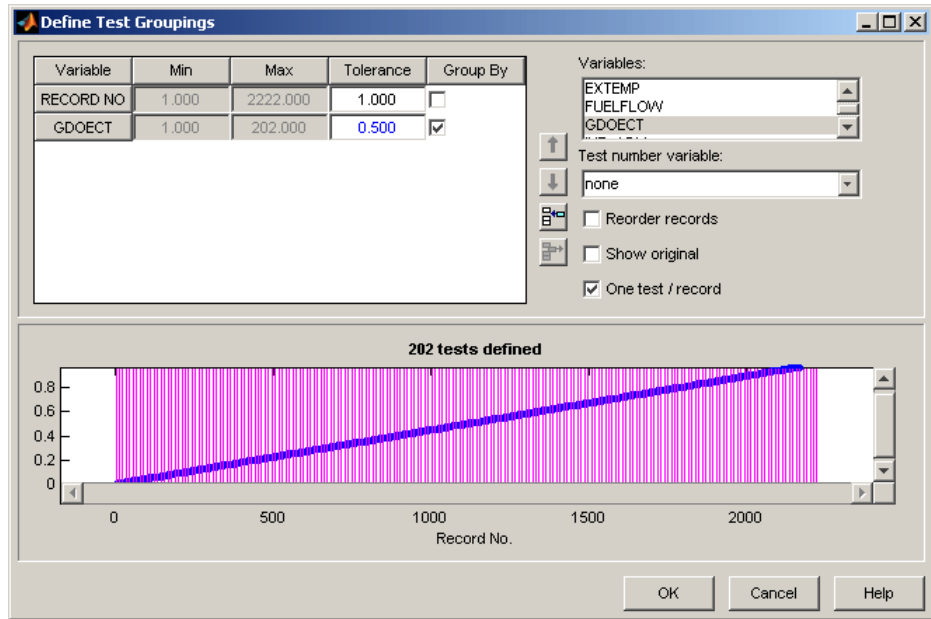 Define Test Groupings
Variable Min Max Tolerance Group By
RECORD NO 1.000 2222.000 1.000
GDOECT 1.000 202.000 0.500
Variables:
EXTEMP
FUELFLOW
GDOECT
Test number variable:
none
Reorder records
Show original
One test / record
202 tests defined
0.8
0.6
0.4
0.2
0
0 500 1000 1500 2000
Record No.
OK Cancel Help